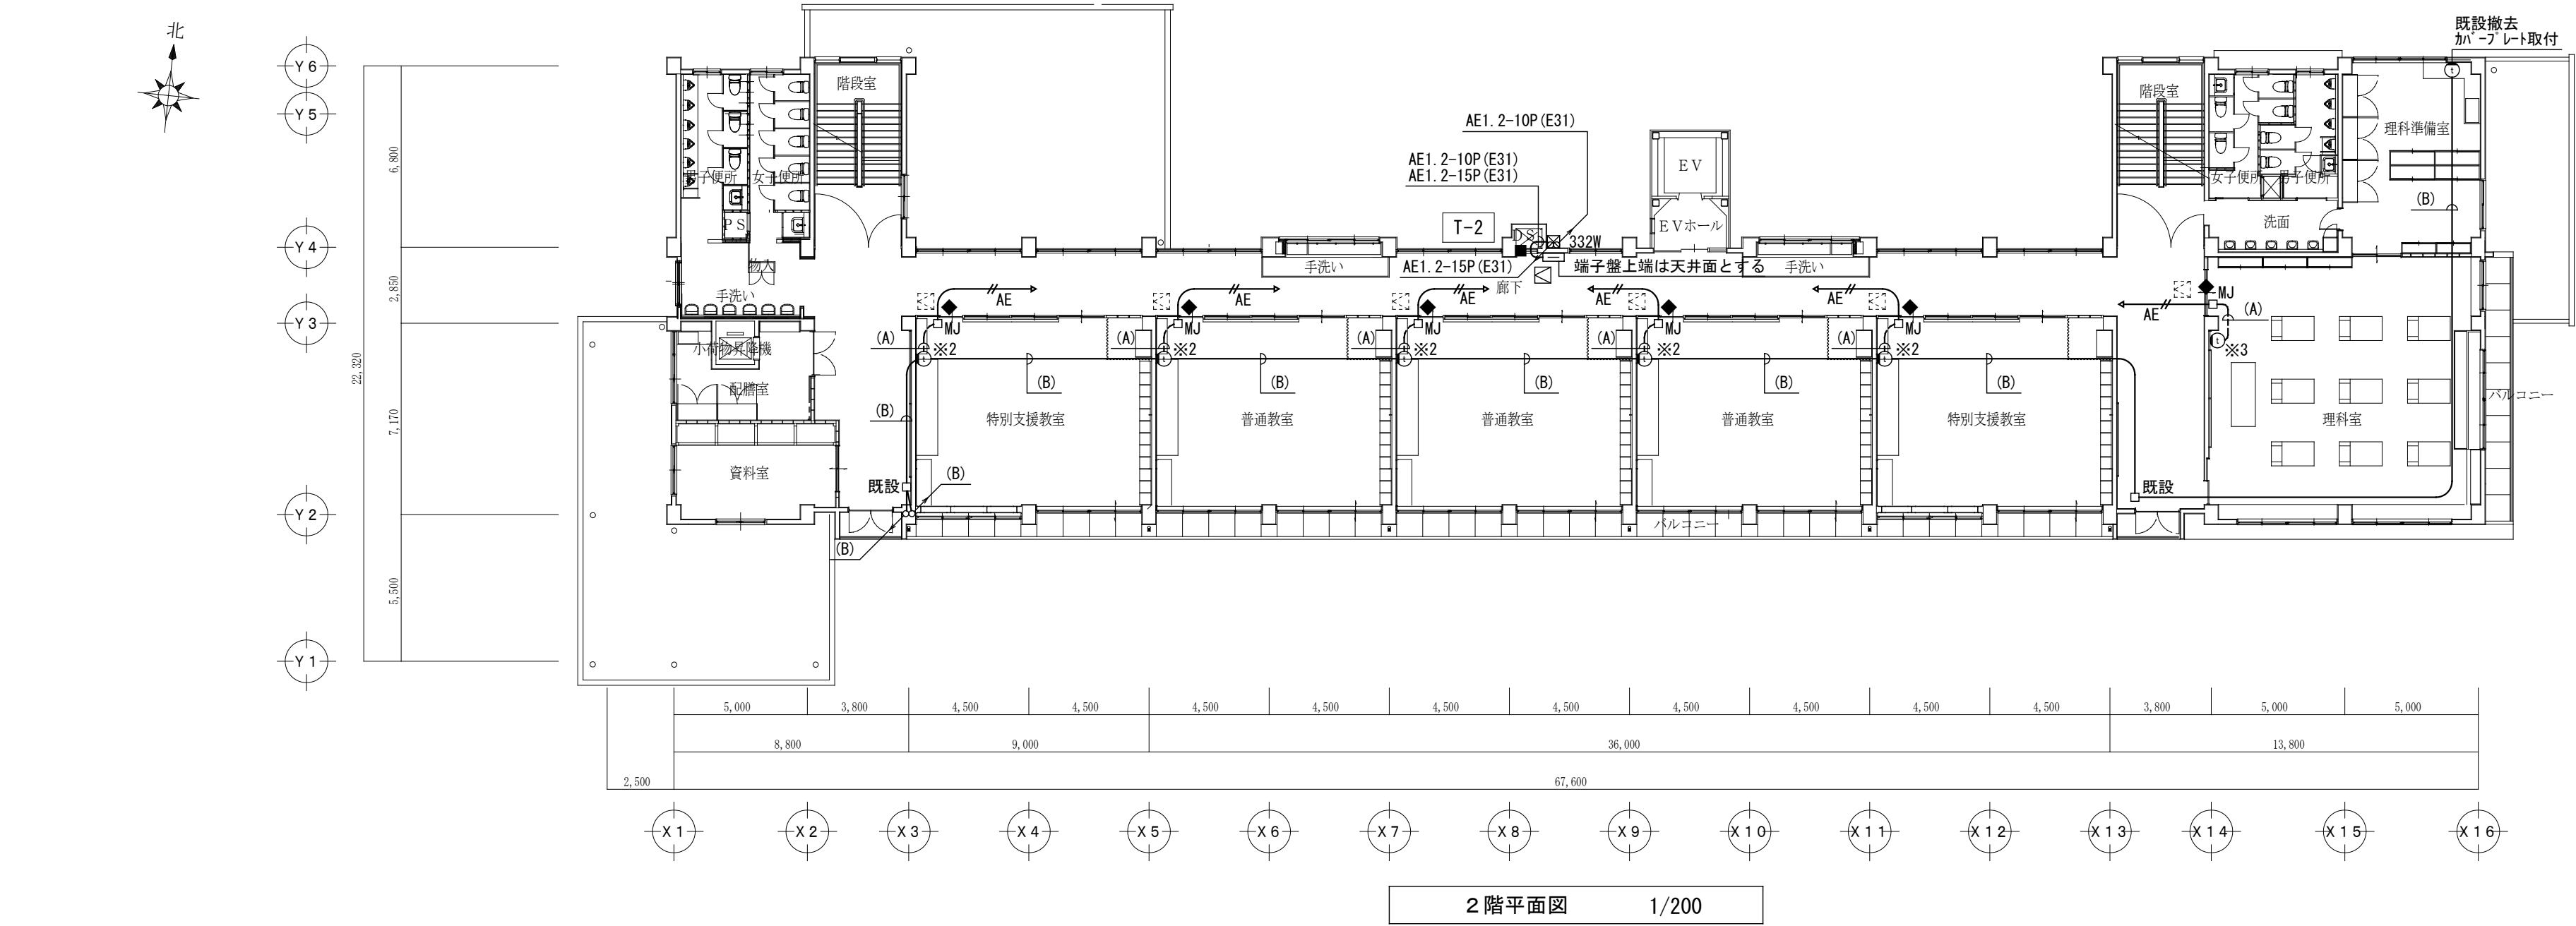 北
既設撤去
ｶﾊﾞｰﾌﾟﾚｰﾄ取付
Y6
Y5
Y4
Y3
Y2
Y1
6,800
2,850
7,170
5,500
22,320
階段室
階段室
理科準備室
男子便所
女子便所
女子便所
男子便所
PS
洗面
物入
手洗い
手洗い
手洗い
AE1.2-10P(E31)
AE1.2-10P(E31)
AE1.2-15P(E31)
T-2
DS
332W
AE1.2-15P(E31)
端子盤上端は天井面とする
EV
EVホール
廊下
(B)
AE
AE
AE
AE
AE
AE
MJ
MJ
MJ
MJ
MJ
MJ
(A)
(A)
(A)
(A)
(A)
(A)
※2
※2
※2
※2
※2
※3
t
t
t
t
t
t
t
小荷物昇降機
配膳室
資料室
(B)
(B)
(B)
(B)
(B)
(B)
(B)
(B)
特別支援教室
普通教室
普通教室
普通教室
特別支援教室
理科室
バルコニー
バルコニー
既設
既設
5,000
3,800
4,500
4,500
4,500
4,500
4,500
4,500
4,500
4,500
4,500
4,500
3,800
5,000
5,000
8,800
9,000
36,000
13,800
2,500
67,600
X1
X2
X3
X4
X5
X6
X7
X8
X9
X10
X11
X12
X13
X14
X15
X16
2階平面図 1/200